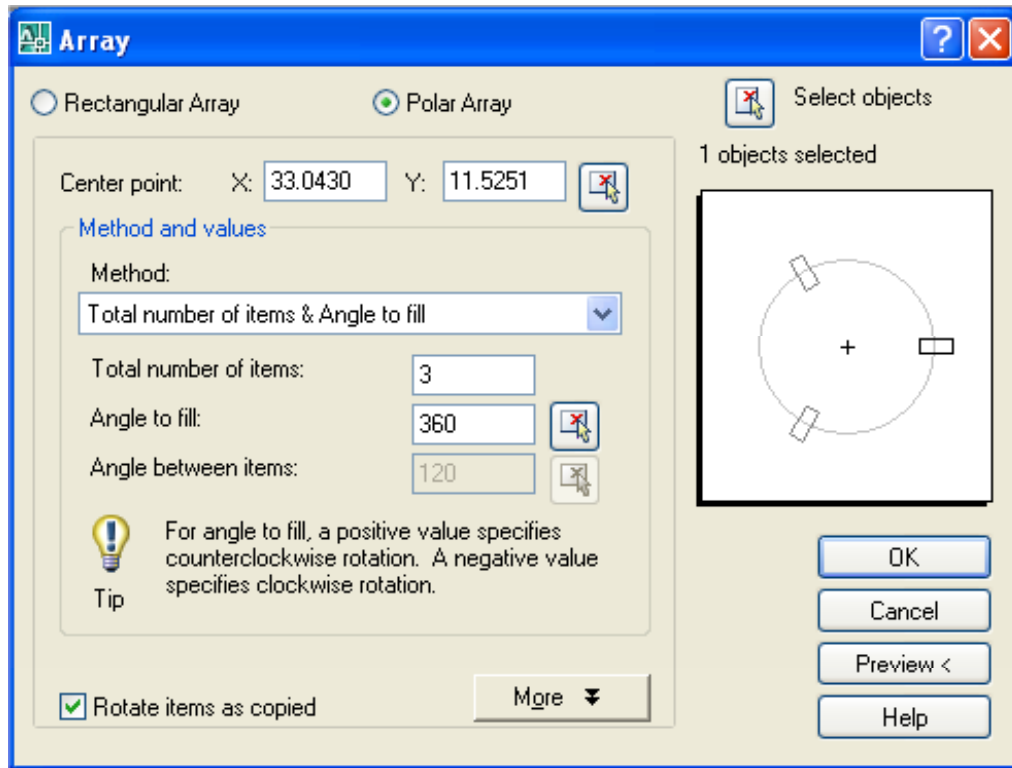 Array
Rectangular Array
Polar Array
Select objects
1 objects selected
Center point: X: 33.0430 Y: 11.5251
Method and values
Method:
Total number of items & Angle to fill
Total number of items: 3
Angle to fill: 360
Angle between items: 120
For angle to fill, a positive value specifies
counterclockwise rotation. A negative value
specifies clockwise rotation.
Tip
Rotate items as copied
More
OK
Cancel
Preview <
Help